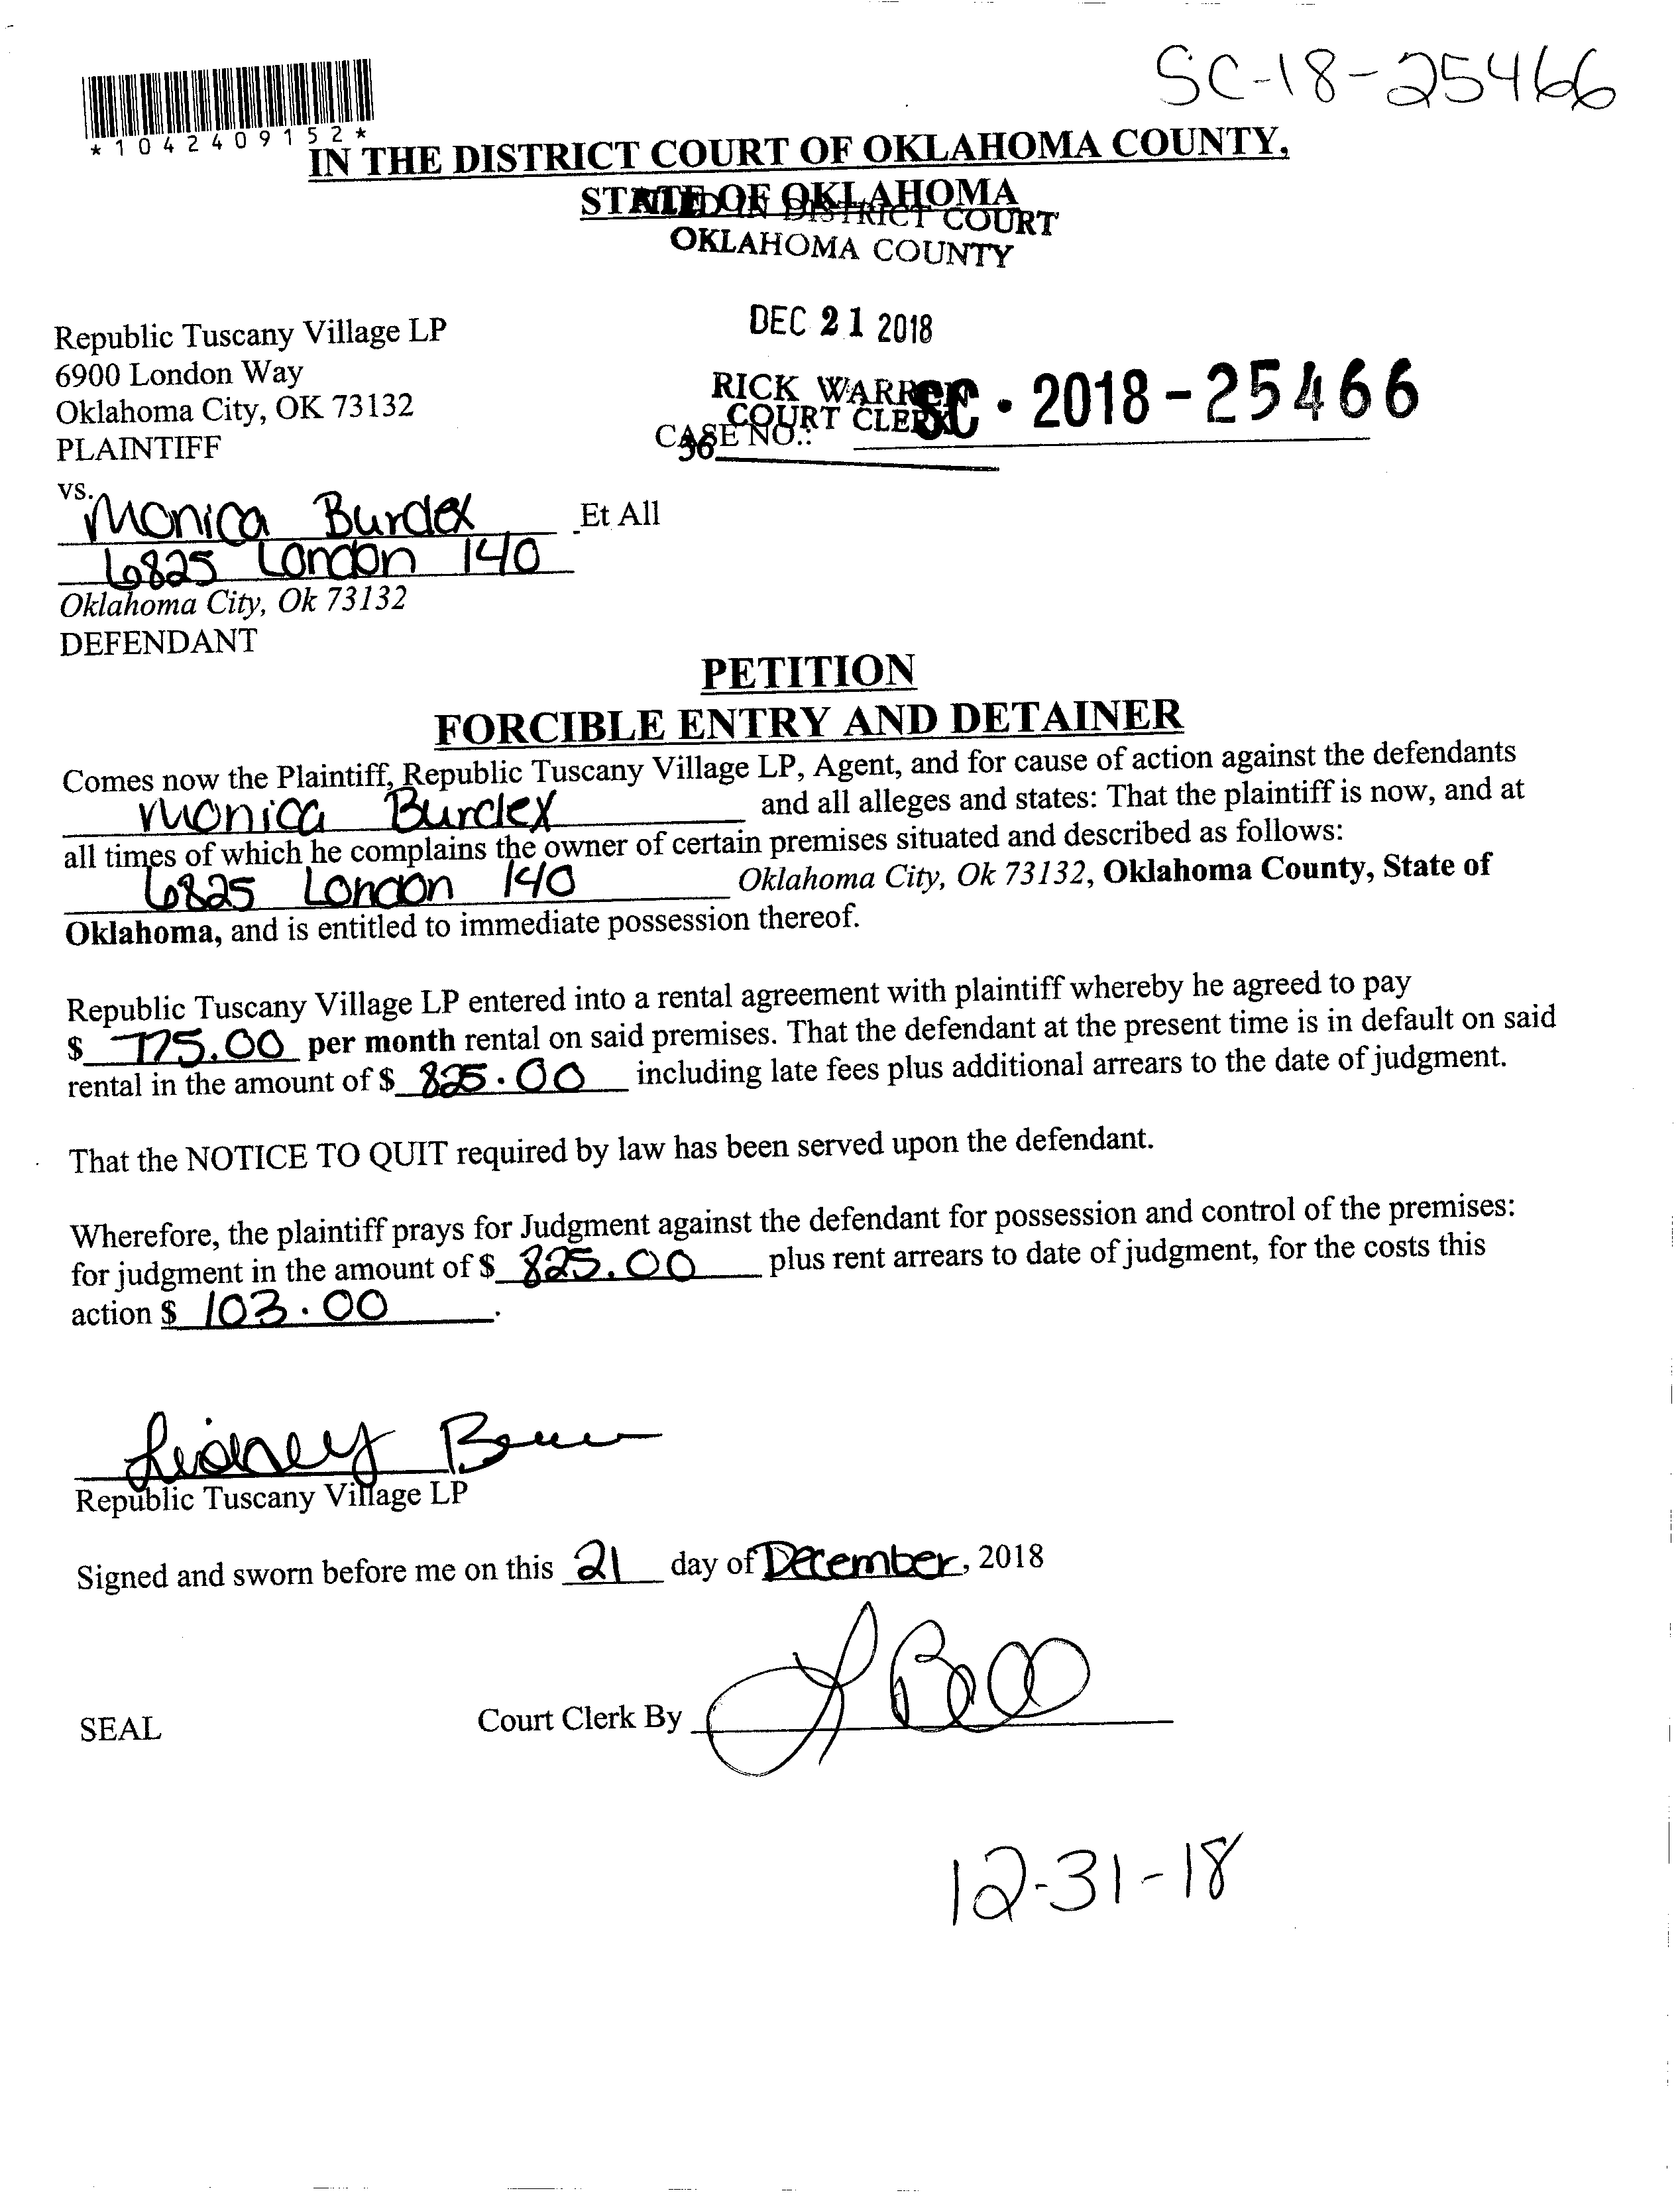 SC-18-25466
*1042409152*
IN THE DISTRICT COURT OF OKLAHOMA COUNTY,
STATE OF OKLAHOMA
FILED IN DISTRICT COURT
OKLAHOMA COUNTY
DEC 21 2018
Republic Tuscany Village LP
6900 London Way
Oklahoma City, OK 73132
PLAINTIFF
RICK WARREN
COURT CLERK
CASE NO.: SC - 2018 - 25466
36
vs.
Monica Burdex Et All
6825 London 140
Oklahoma City, Ok 73132
DEFENDANT
PETITION
FORCIBLE ENTRY AND DETAINER
Comes now the Plaintiff, Republic Tuscany Village LP, Agent, and for cause of action against the defendants
Monica Burdex and all alleges and states: That the plaintiff is now, and at
all times of which he complains the owner of certain premises situated and described as follows:
6825 London 140 Oklahoma City, Ok 73132, Oklahoma County, State of
Oklahoma, and is entitled to immediate possession thereof.
Republic Tuscany Village LP entered into a rental agreement with plaintiff whereby he agreed to pay
$ 775.00 per month rental on said premises. That the defendant at the present time is in default on said
rental in the amount of $ 825.00 including late fees plus additional arrears to the date of judgment.
That the NOTICE TO QUIT required by law has been served upon the defendant.
Wherefore, the plaintiff prays for Judgment against the defendant for possession and control of the premises:
for judgment in the amount of $ 825.00 plus rent arrears to date of judgment, for the costs this
action $ 103.00.
Republic Tuscany Village LP
Signed and sworn before me on this 21 day of December, 2018
SEAL Court Clerk By
12-31-18